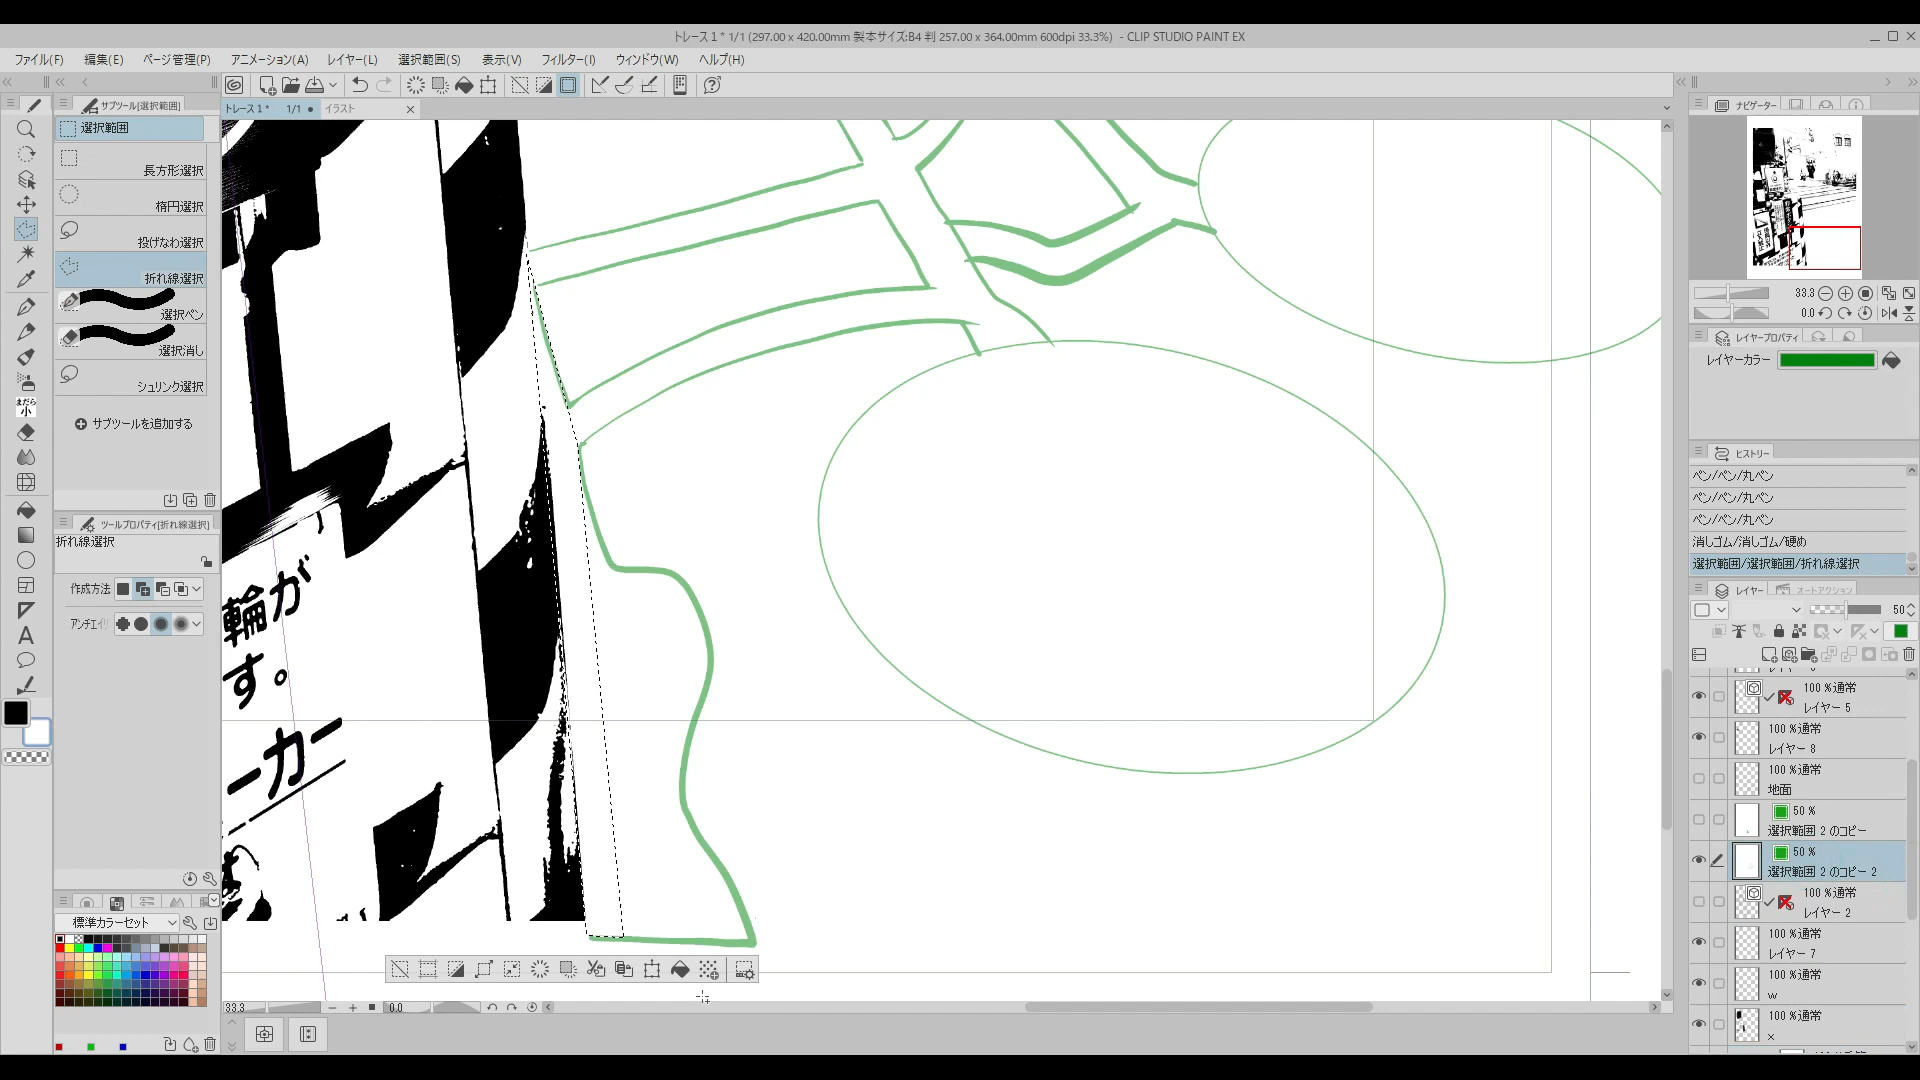 トレース 1 * 1/1 (297.00 x 420.00mm 製本サイズ:B4 判 257.00 x 364.00mm 600dpi 33.3%) - CLIP STUDIO PAINT EX
ファイル(F) 編集(E) ページ管理(P) アニメーション(A) レイヤー(L) 選択範囲(S) 表示(V) フィルター(I) ウィンドウ(W) ヘルプ(H)
サブツール[選択範囲]
選択範囲
長方形選択
楕円選択
投げなわ選択
折れ線選択
選択ペン
選択消し
シュリンク選択
サブツールを追加する
ツールプロパティ[折れ線選択]
折れ線選択
作成方法
アンチエイ
標準カラーセット
まだら
小
A
トレース 1 * 1/1
イラスト
輪が
す。
ーカー
33.3
0.0
ナビゲーター
33.3
0.0
レイヤープロパティ
レイヤーカラー
ヒストリー
ペン/ペン/丸ペン
ペン/ペン/丸ペン
ペン/ペン/丸ペン
消しゴム/消しゴム/硬め
選択範囲/選択範囲/折れ線選択
レイヤー
オートアクション
50
100 %通常
レイヤー 5
100 %通常
レイヤー 8
100 %通常
地面
50 %
選択範囲 2 のコピー
50 %
選択範囲 2 のコピー 2
100 %通常
レイヤー 2
100 %通常
レイヤー 7
100 %通常
w
100 %通常
x